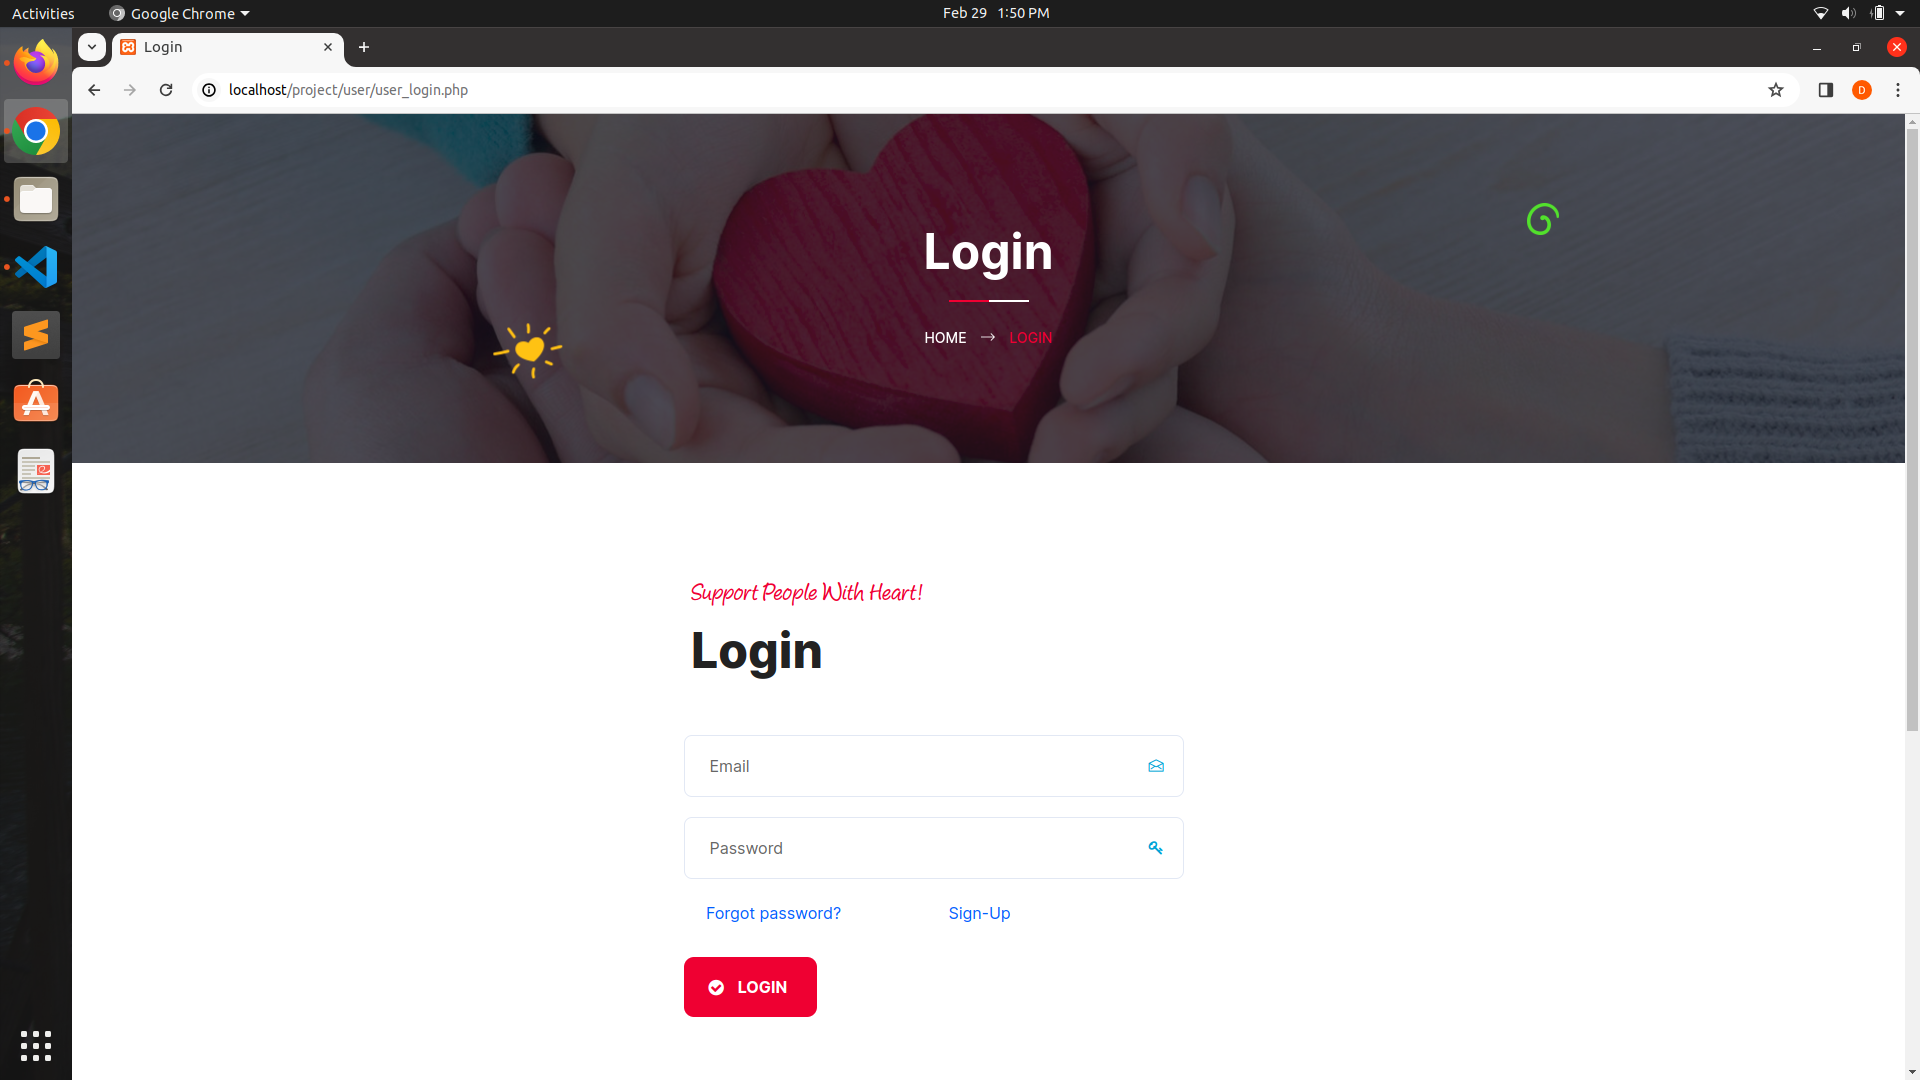 Activities
Google Chrome
Feb 29 1:50 PM
Login
localhost/project/user/user_login.php
D
Login
HOME → LOGIN
Support People With Heart!
Login
Email
Password
Forgot password?
Sign-Up
LOGIN